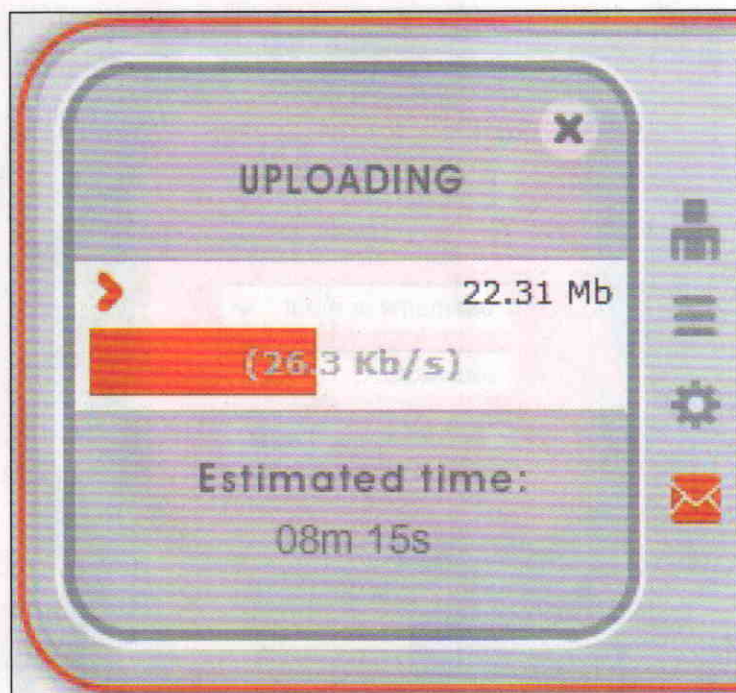 X
UPLOADING
22.31 Mb
(26.3 Kb/s)
Estimated time:
08m 15s